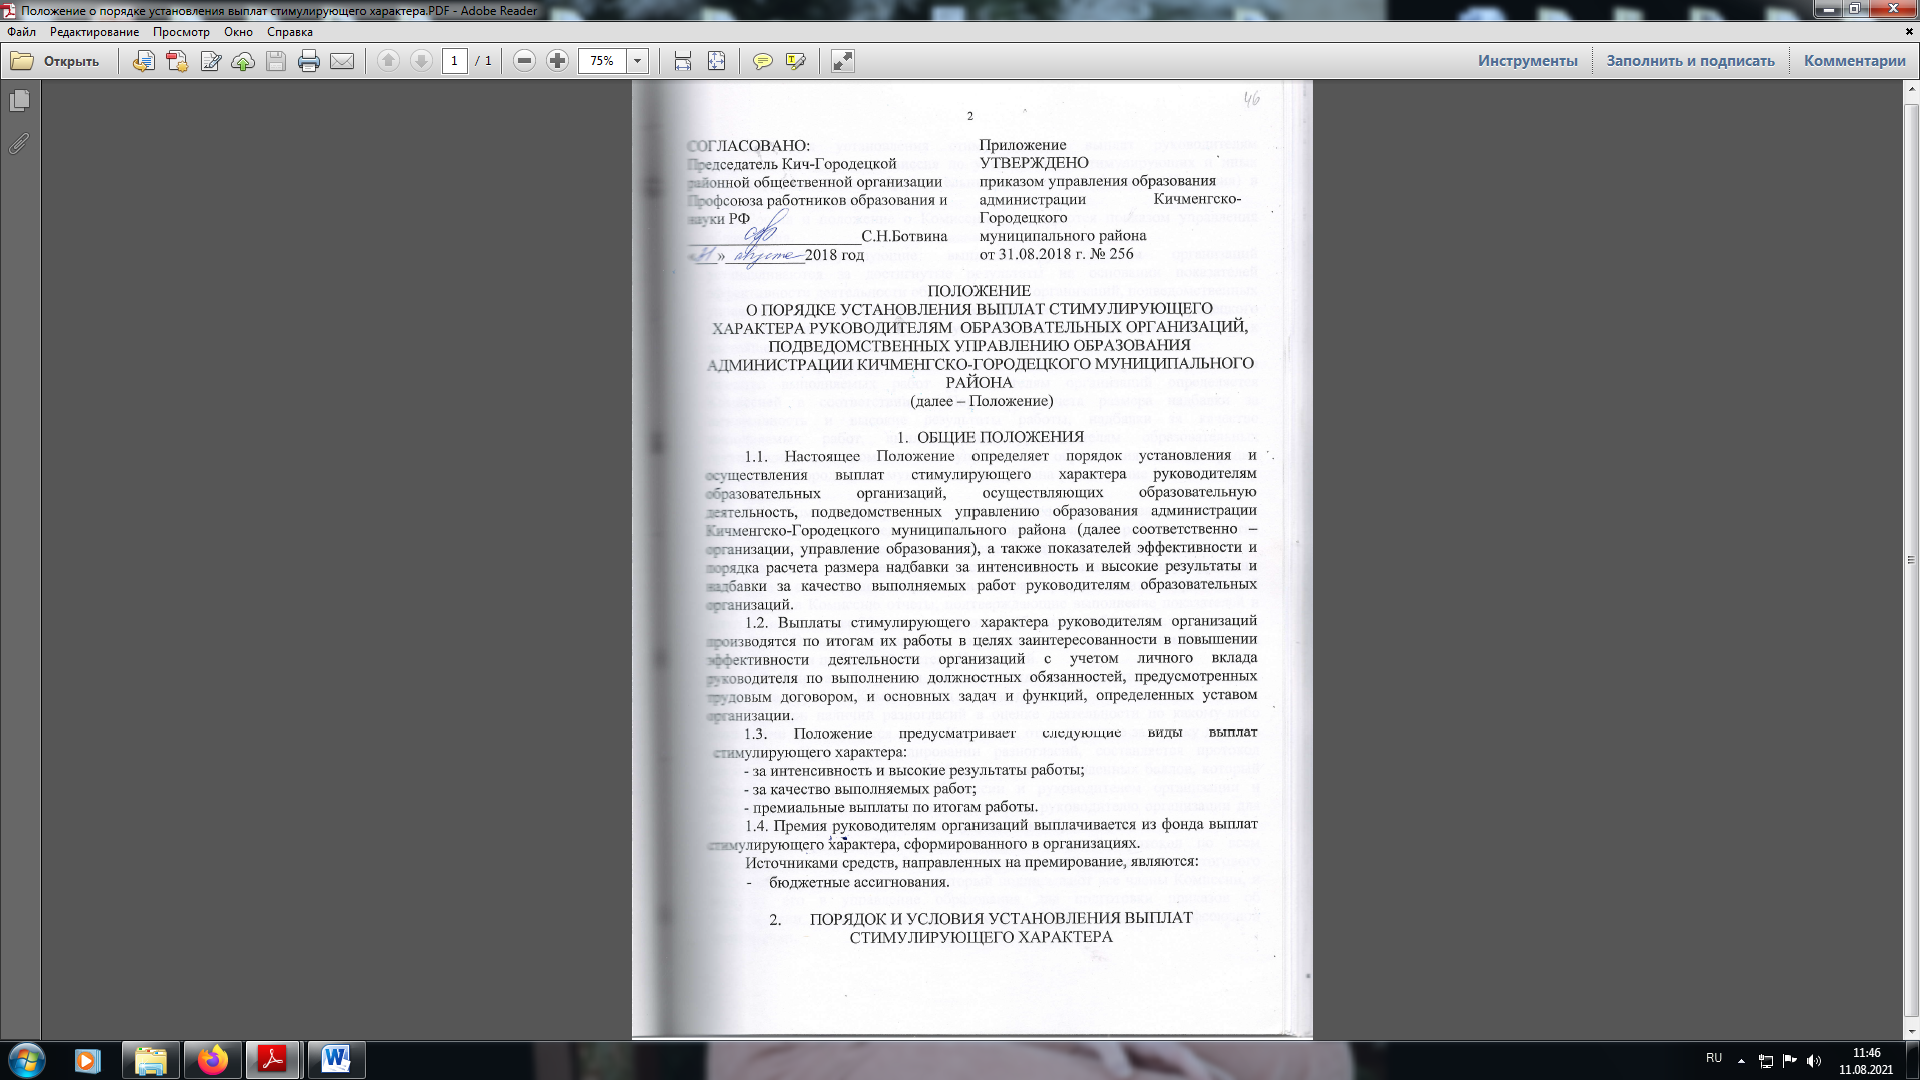 Положение о порядке установления выплат стимулирующего характера.PDF - Adobe Reader
Файл Редактирование Просмотр Окно Справка
Открыть 1 / 1 75% Инструменты Заполнить и подписать Комментарии
46
2
СОГЛАСОВАНО:
Председатель Кич-Городецкой
районной общественной организации
Профсоюза работников образования и
науки РФ
С.Н.Ботвина
« » августа 2018 год
Приложение
УТВЕРЖДЕНО
приказом управления образования
администрации Кичменгско-
Городецкого
муниципального района
от 31.08.2018 г. № 256
ПОЛОЖЕНИЕ
О ПОРЯДКЕ УСТАНОВЛЕНИЯ ВЫПЛАТ СТИМУЛИРУЮЩЕГО
ХАРАКТЕРА РУКОВОДИТЕЛЯМ ОБРАЗОВАТЕЛЬНЫХ ОРГАНИЗАЦИЙ,
ПОДВЕДОМСТВЕННЫХ УПРАВЛЕНИЮ ОБРАЗОВАНИЯ
АДМИНИСТРАЦИИ КИЧМЕНГСКО-ГОРОДЕЦКОГО МУНИЦИПАЛЬНОГО
РАЙОНА
(далее – Положение)
1. ОБЩИЕ ПОЛОЖЕНИЯ
1.1. Настоящее Положение определяет порядок установления и
осуществления выплат стимулирующего характера руководителям
образовательных организаций, осуществляющих образовательную
деятельность, подведомственных управлению образования администрации
Кичменгско-Городецкого муниципального района (далее соответственно –
организации, управление образования), а также показателей эффективности и
порядка расчета размера надбавки за интенсивность и высокие результаты и
надбавки за качество выполняемых работ руководителям образовательных
организаций.
1.2. Выплаты стимулирующего характера руководителям организаций
производятся по итогам их работы в целях заинтересованности в повышении
эффективности деятельности организаций с учетом личного вклада
руководителя по выполнению должностных обязанностей, предусмотренных
трудовым договором, и основных задач и функций, определенных уставом
организации.
1.3. Положение предусматривает следующие виды выплат
стимулирующего характера:
- за интенсивность и высокие результаты работы;
- за качество выполняемых работ;
- премиальные выплаты по итогам работы.
1.4. Премия руководителям организаций выплачивается из фонда выплат
стимулирующего характера, сформированного в организациях.
Источниками средств, направленных на премирование, являются:
- бюджетные ассигнования.
2. ПОРЯДОК И УСЛОВИЯ УСТАНОВЛЕНИЯ ВЫПЛАТ
СТИМУЛИРУЮЩЕГО ХАРАКТЕРА
RU
11:46
11.08.2021